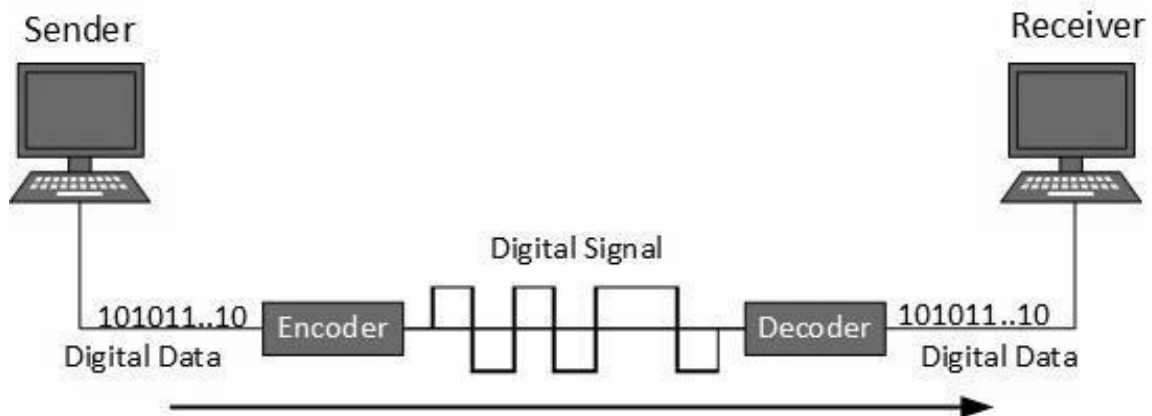 Sender
Receiver
Digital Signal
101011..10
Encoder
Decoder
101011..10
Digital Data
Digital Data